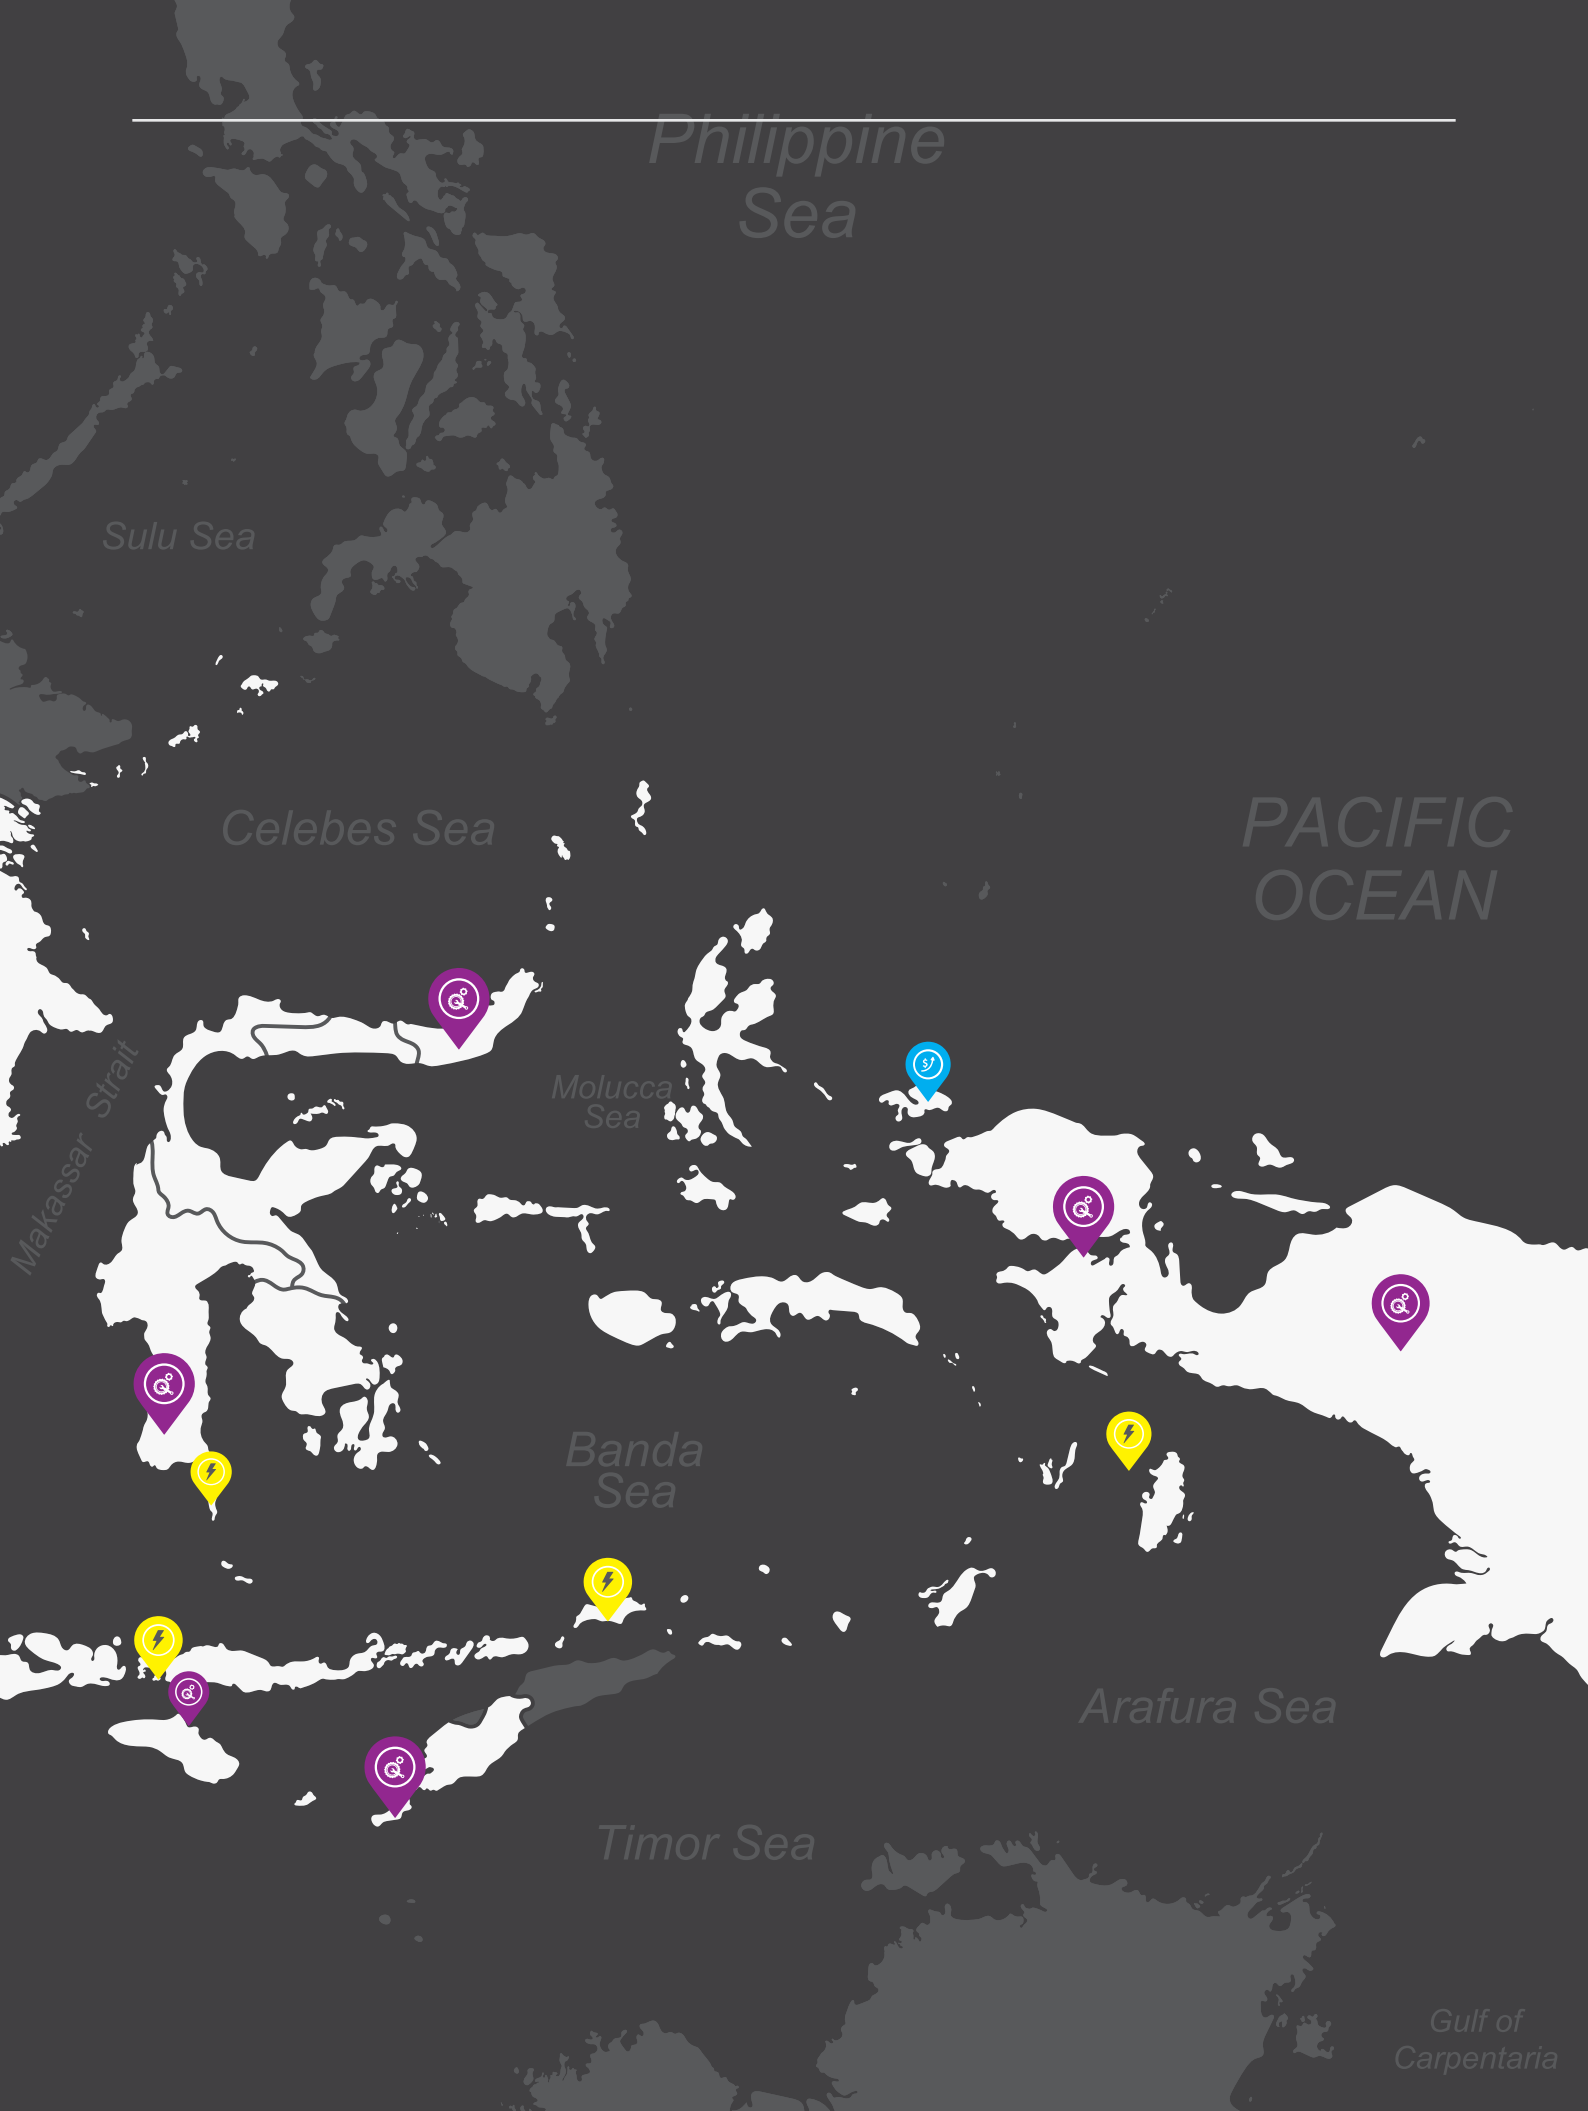 Philippine
Sea
Sulu Sea
Celebes Sea
PACIFIC
OCEAN
Makassar Strait
Molucca
Sea
Banda
Sea
Arafura Sea
Timor Sea
Gulf of
Carpentaria